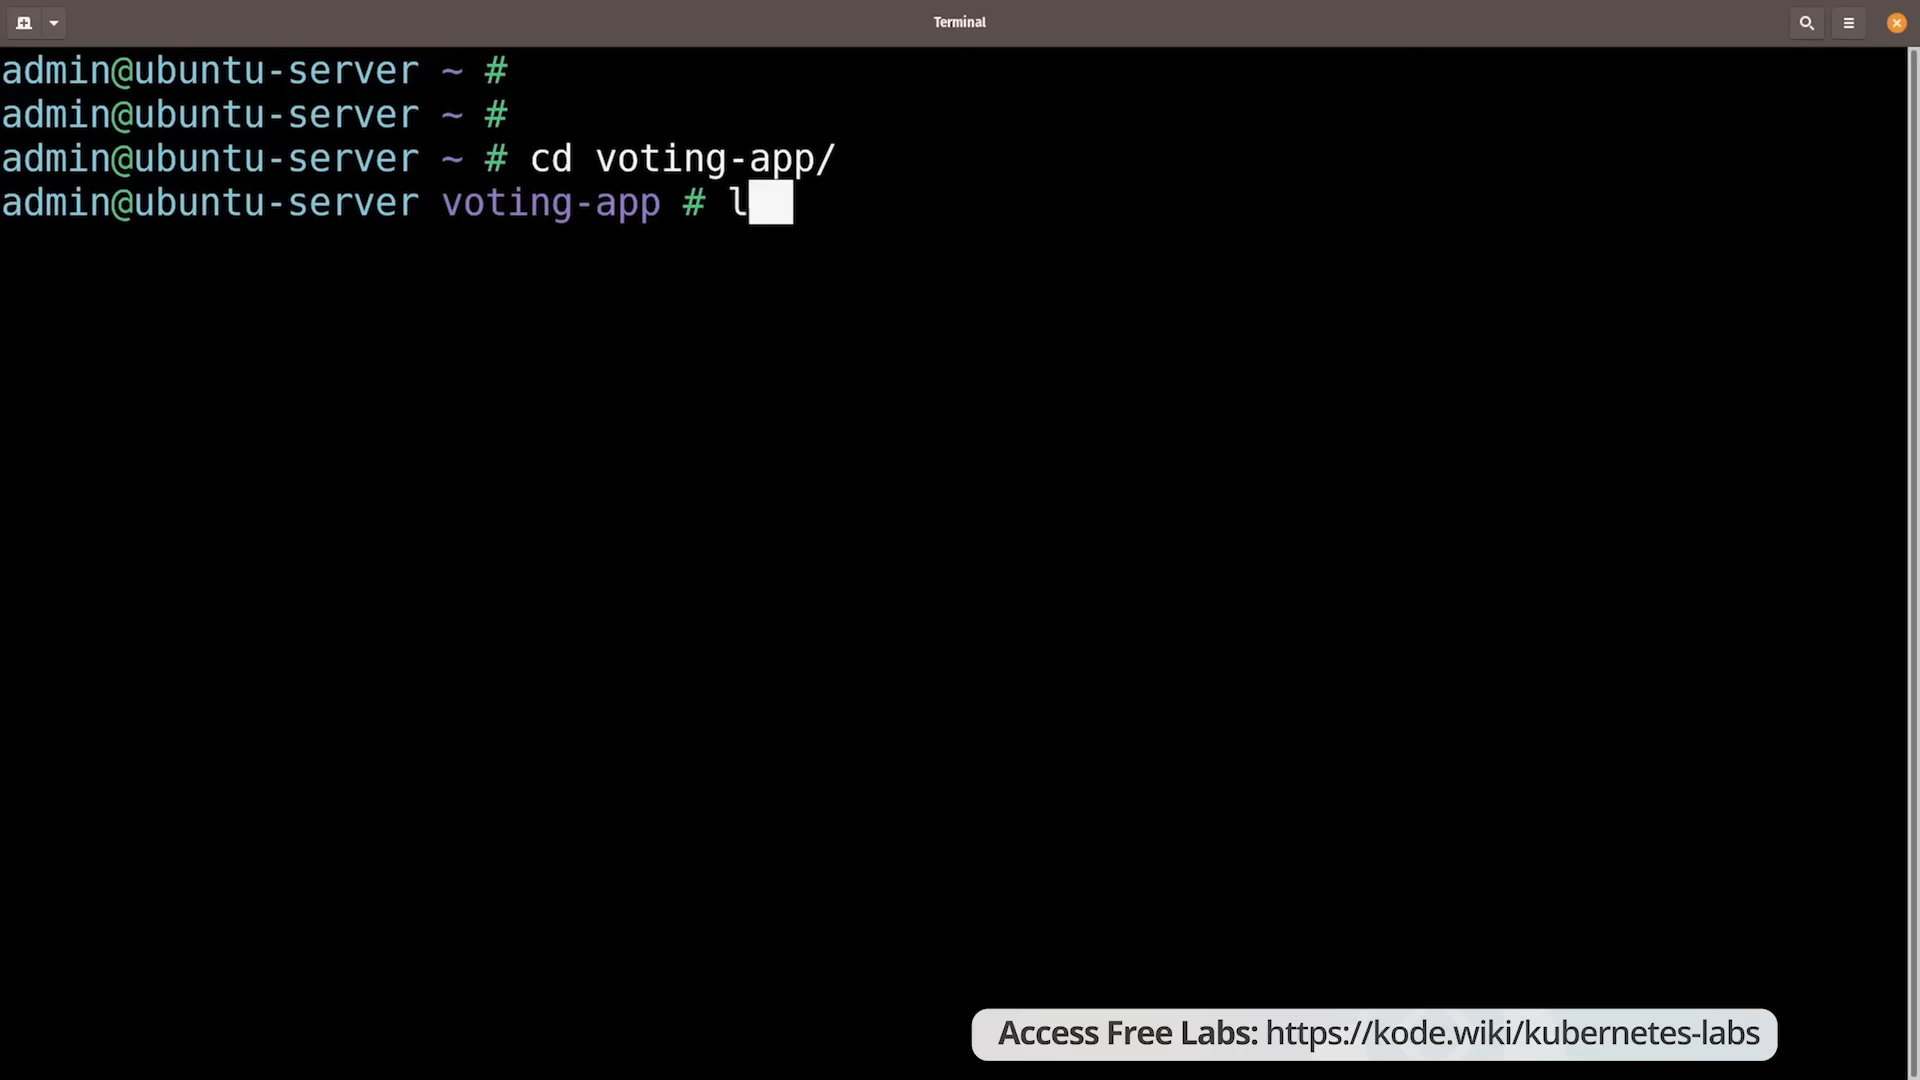 Terminal
admin@ubuntu-server ~ #
admin@ubuntu-server ~ #
admin@ubuntu-server ~ # cd voting-app/
admin@ubuntu-server voting-app # l
Access Free Labs: https://kode.wiki/kubernetes-labs